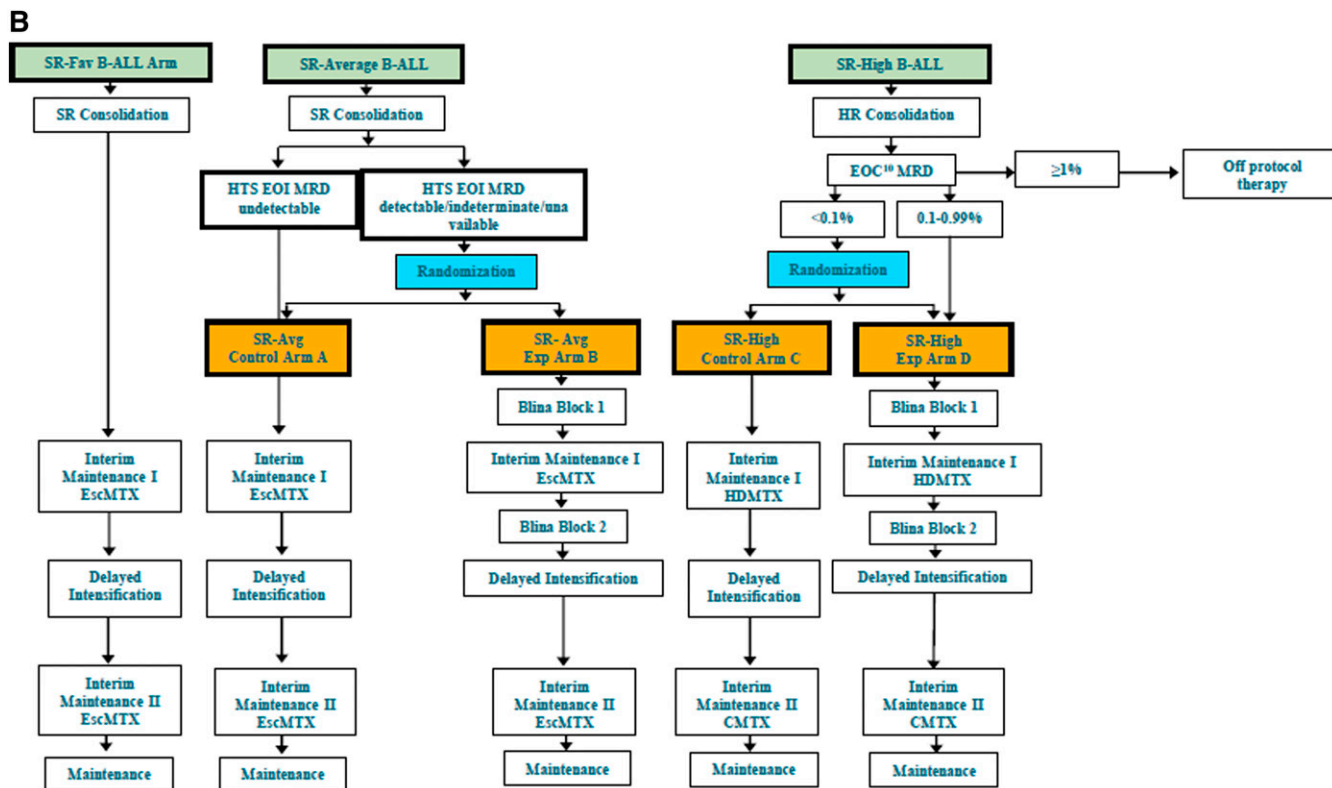 B
SR-Fav B-ALL Arm
SR-Average B-ALL
SR-High B-ALL
SR Consolidation
SR Consolidation
HR Consolidation
EOC¹⁰ MRD
≥1%
Off protocol
therapy
HTS EOI MRD
undetectable
HTS EOI MRD
detectable/indeterminate/una
vailable
<0.1%
0.1-0.99%
Randomization
Randomization
SR-Avg
Control Arm A
SR- Avg
Exp Arm B
SR-High
Control Arm C
SR-High
Exp Arm D
Blina Block 1
Blina Block 1
Interim
Maintenance I
EscMTX
Interim
Maintenance I
EscMTX
Interim Maintenance I
EscMTX
Interim
Maintenance I
HDMTX
Interim Maintenance I
HDMTX
Blina Block 2
Blina Block 2
Delayed
Intensification
Delayed
Intensification
Delayed Intensification
Delayed
Intensification
Delayed Intensification
Interim
Maintenance II
EscMTX
Interim
Maintenance II
EscMTX
Interim
Maintenance II
EscMTX
Interim
Maintenance II
CMTX
Interim
Maintenance II
CMTX
Maintenance
Maintenance
Maintenance
Maintenance
Maintenance